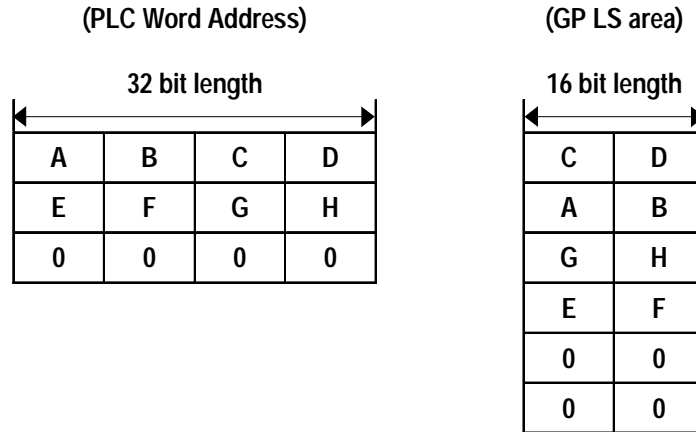 (PLC Word Address)
(GP LS area)
32 bit length
16 bit length
A B C D
E F G H
0 0 0 0
C D
A B
G H
E F
0 0
0 0